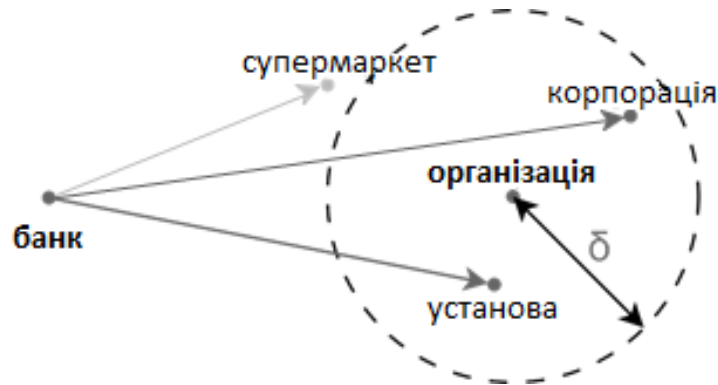 супермаркет
корпорація
організація
банк
δ
установа